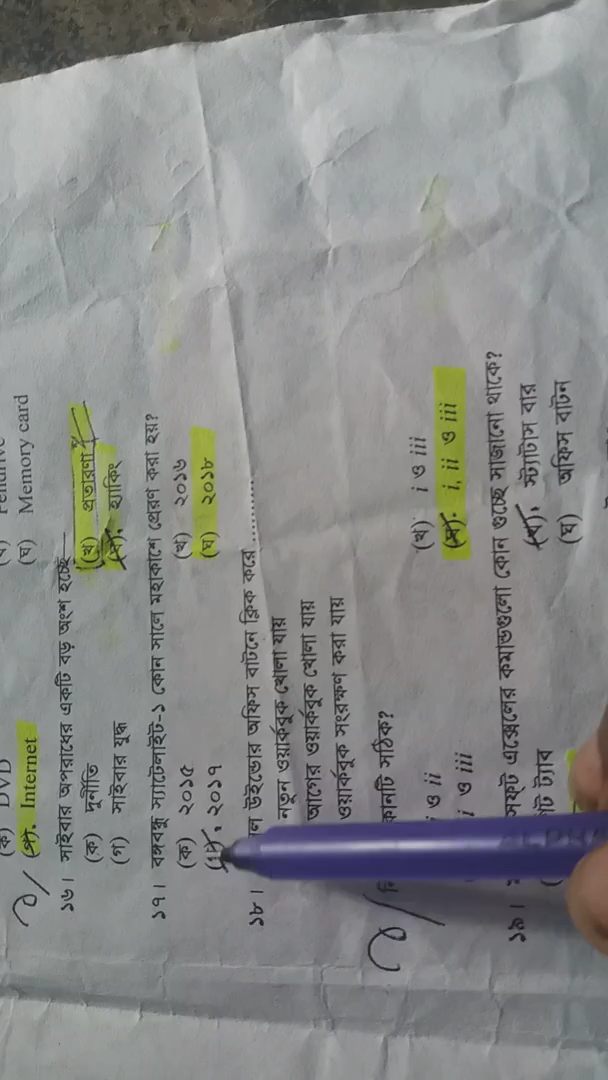 (ক) DVD
(ঘ) Memory card
(গ) Internet
১৬। সাইবার অপরাধের একটি বড় অংশ হচ্ছে
(ক) দুর্নীতি (খ) প্রতারণা
(গ) সাইবার যুদ্ধ হ্যাকিং
১৭। বঙ্গবন্ধু স্যাটেলাইট-১ কোন সালে মহাকাশে প্রেরণ করা হয়?
(ক) ২০১৫ (খ) ২০১৬
২০১৭ (ঘ) ২০১৮
১৮। উইন্ডোর অফিস বাটনে ক্লিক করে ..........
নতুন ওয়ার্কবুক খোলা যায়
আগের ওয়ার্কবুক খোলা যায়
ওয়ার্কবুক সংরক্ষণ করা যায়
কোনটি সঠিক?
ও ii (খ) i ও iii
ও iii i, ii ও iii
১৯। এক্সেলের কমান্ডগুলো কোন গুচ্ছে সাজানো থাকে?
স্ট্যাটাস বার
ট্যাব (ঘ) অফিস বাটন